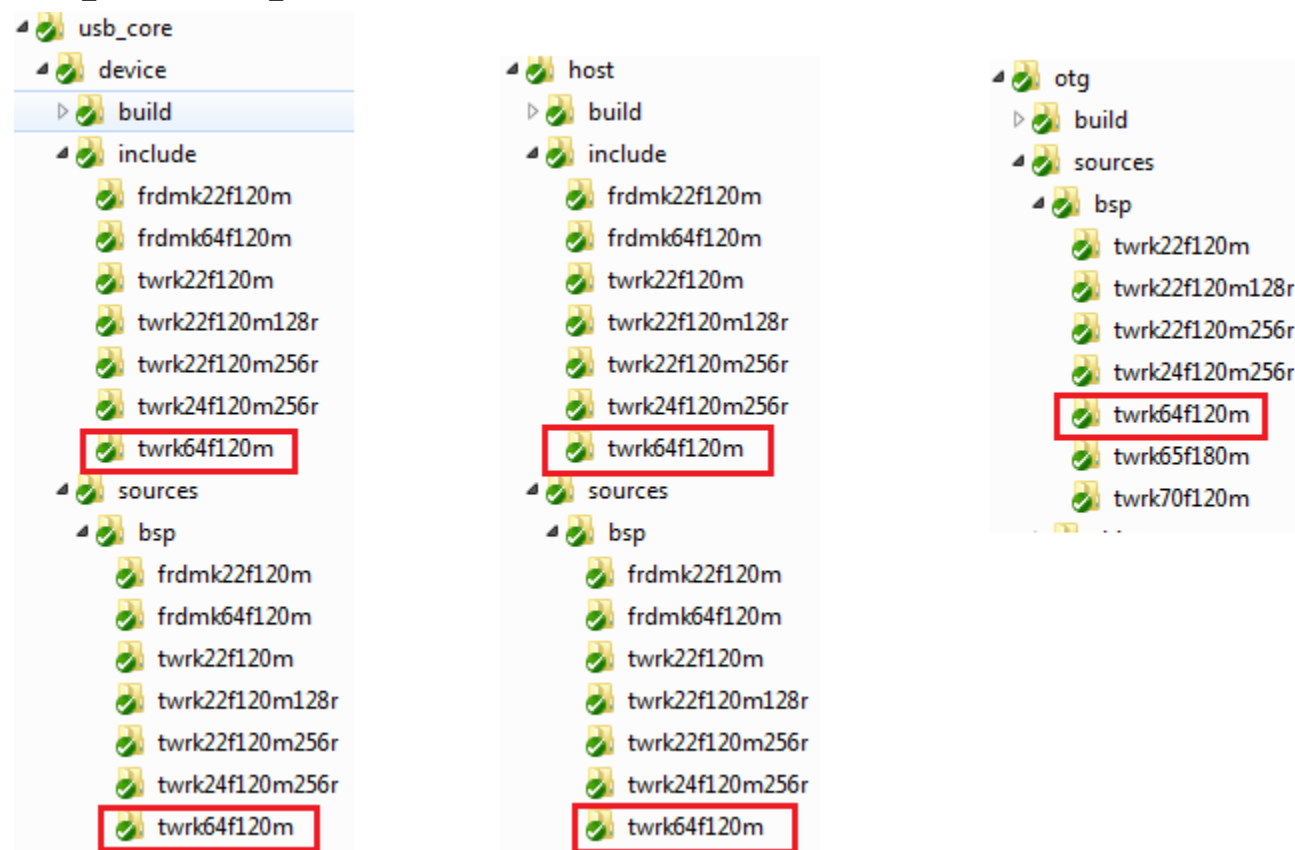 usb_core
device
build
include
frdmk22f120m
frdmk64f120m
twrk22f120m
twrk22f120m128r
twrk22f120m256r
twrk24f120m256r
twrk64f120m
sources
bsp
frdmk22f120m
frdmk64f120m
twrk22f120m
twrk22f120m128r
twrk22f120m256r
twrk24f120m256r
twrk64f120m
host
build
include
frdmk22f120m
frdmk64f120m
twrk22f120m
twrk22f120m128r
twrk22f120m256r
twrk24f120m256r
twrk64f120m
sources
bsp
frdmk22f120m
frdmk64f120m
twrk22f120m
twrk22f120m128r
twrk22f120m256r
twrk24f120m256r
twrk64f120m
otg
build
sources
bsp
twrk22f120m
twrk22f120m128r
twrk22f120m256r
twrk24f120m256r
twrk64f120m
twrk65f180m
twrk70f120m